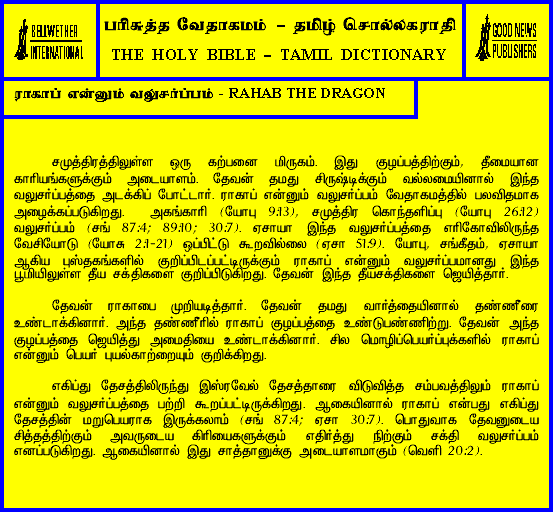 BELLWETHER
INTERNATIONAL
பரிசுத்த வேதாகமம் – தமிழ் சொல்லகராதி
THE HOLY BIBLE – TAMIL DICTIONARY
GOOD NEWS
PUBLISHERS
ராகாப் என்னும் வலுசர்ப்பம் - RAHAB THE DRAGON
சமுத்திரத்திலுள்ள ஒரு கற்பனை மிருகம். இது குழப்பத்திற்கும், தீமையான
காரியங்களுக்கும் அடையாளம். தேவன் தமது சிருஷ்டிக்கும் வல்லமையினால் இந்த
வலுசர்ப்பத்தை அடக்கிப் போட்டார். ராகாப் என்னும் வலுசர்ப்பம் வேதாகமத்தில் பலவிதமாக
அழைக்கப்படுகிறது. அகங்காரி (யோபு 9:13), சமுத்திர கொந்தளிப்பு (யோபு 26:12)
வலுசர்ப்பம் (சங் 87:4; 89:10; 30:7). ஏசாயா இந்த வலுசர்ப்பத்தை எரிகோவிலிருந்த
வேசியோடு (யோசு 2:1-21) ஒப்பிட்டு கூறவில்லை (ஏசா 51:9). யோபு, சங்கீதம், ஏசாயா
ஆகிய புஸ்தகங்களில் குறிப்பிடப்பட்டிருக்கும் ராகாப் என்னும் வலுசர்ப்பமானது இந்த
பூமியிலுள்ள தீய சக்திகளை குறிப்பிடுகிறது. தேவன் இந்த தீயசக்திகளை ஜெயித்தார்.
தேவன் ராகாபை முறியடித்தார். தேவன் தமது வார்த்தையினால் தண்ணீரை
உண்டாக்கினார். அந்த தண்ணீரில் ராகாப் குழப்பத்தை உண்டுபண்ணிற்று. தேவன் அந்த
குழப்பத்தை ஜெயித்து அமைதியை உண்டாக்கினார். சில மொழிப்பெயர்ப்புக்களில் ராகாப்
என்னும் பெயர் புயல்காற்றையும் குறிக்கிறது.
எகிப்து தேசத்திலிருந்து இஸ்ரவேல் தேசத்தாரை விடுவித்த சம்பவத்திலும் ராகாப்
என்னும் வலுசர்ப்பத்தை பற்றி கூறப்பட்டிருக்கிறது. ஆகையினால் ராகாப் என்பது எகிப்து
தேசத்தின் மறுபெயராக இருக்கலாம் (சங் 87:4; ஏசா 30:7). பொதுவாக தேவனுடைய
சித்தத்திற்கும் அவருடைய கிரியைகளுக்கும் எதிர்த்து நிற்கும் சக்தி வலுசர்ப்பம்
எனப்படுகிறது. ஆகையினால் இது சாத்தானுக்கு அடையாளமாகும் (வெளி 20:2).